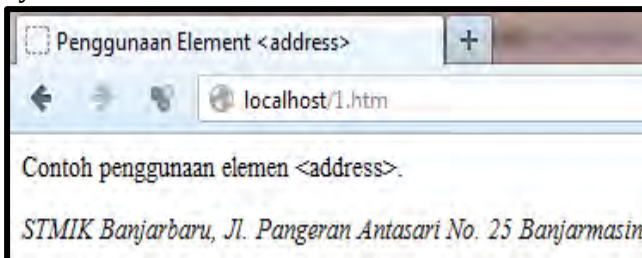 Penggunaan Element <address>
localhost/1.htm
Contoh penggunaan elemen <address>.
STMIK Banjarbaru, Jl. Pangeran Antasari No. 25 Banjarmasin